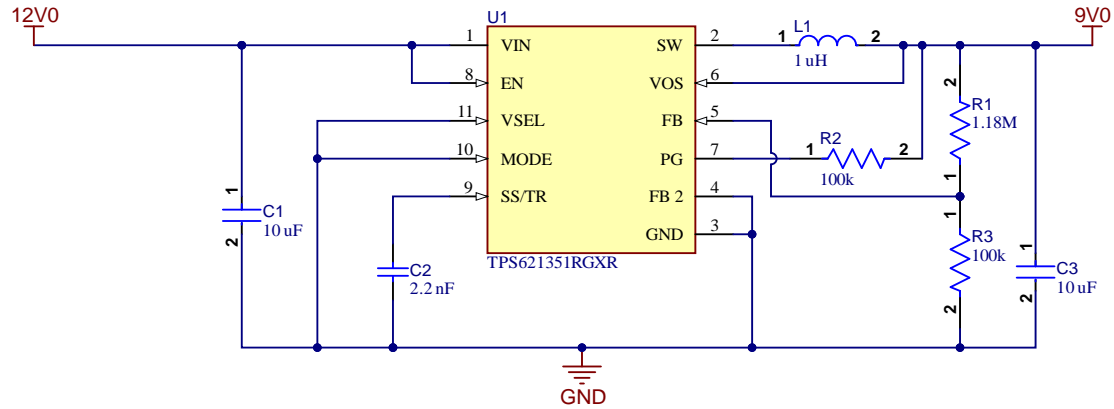 12V0
9V0
U1
1 VIN
8 EN
11 VSEL
10 MODE
9 SS/TR
SW 2
VOS 6
FB 5
PG 7
FB 2 4
GND 3
TPS621351RGXR
L1
1 2
1 uH
R2
1 2
100k
2
R1
1.18M
1
1
R3
100k
2
1
C1
10 uF
2
C2
2.2 nF
1
C3
10 uF
2
GND